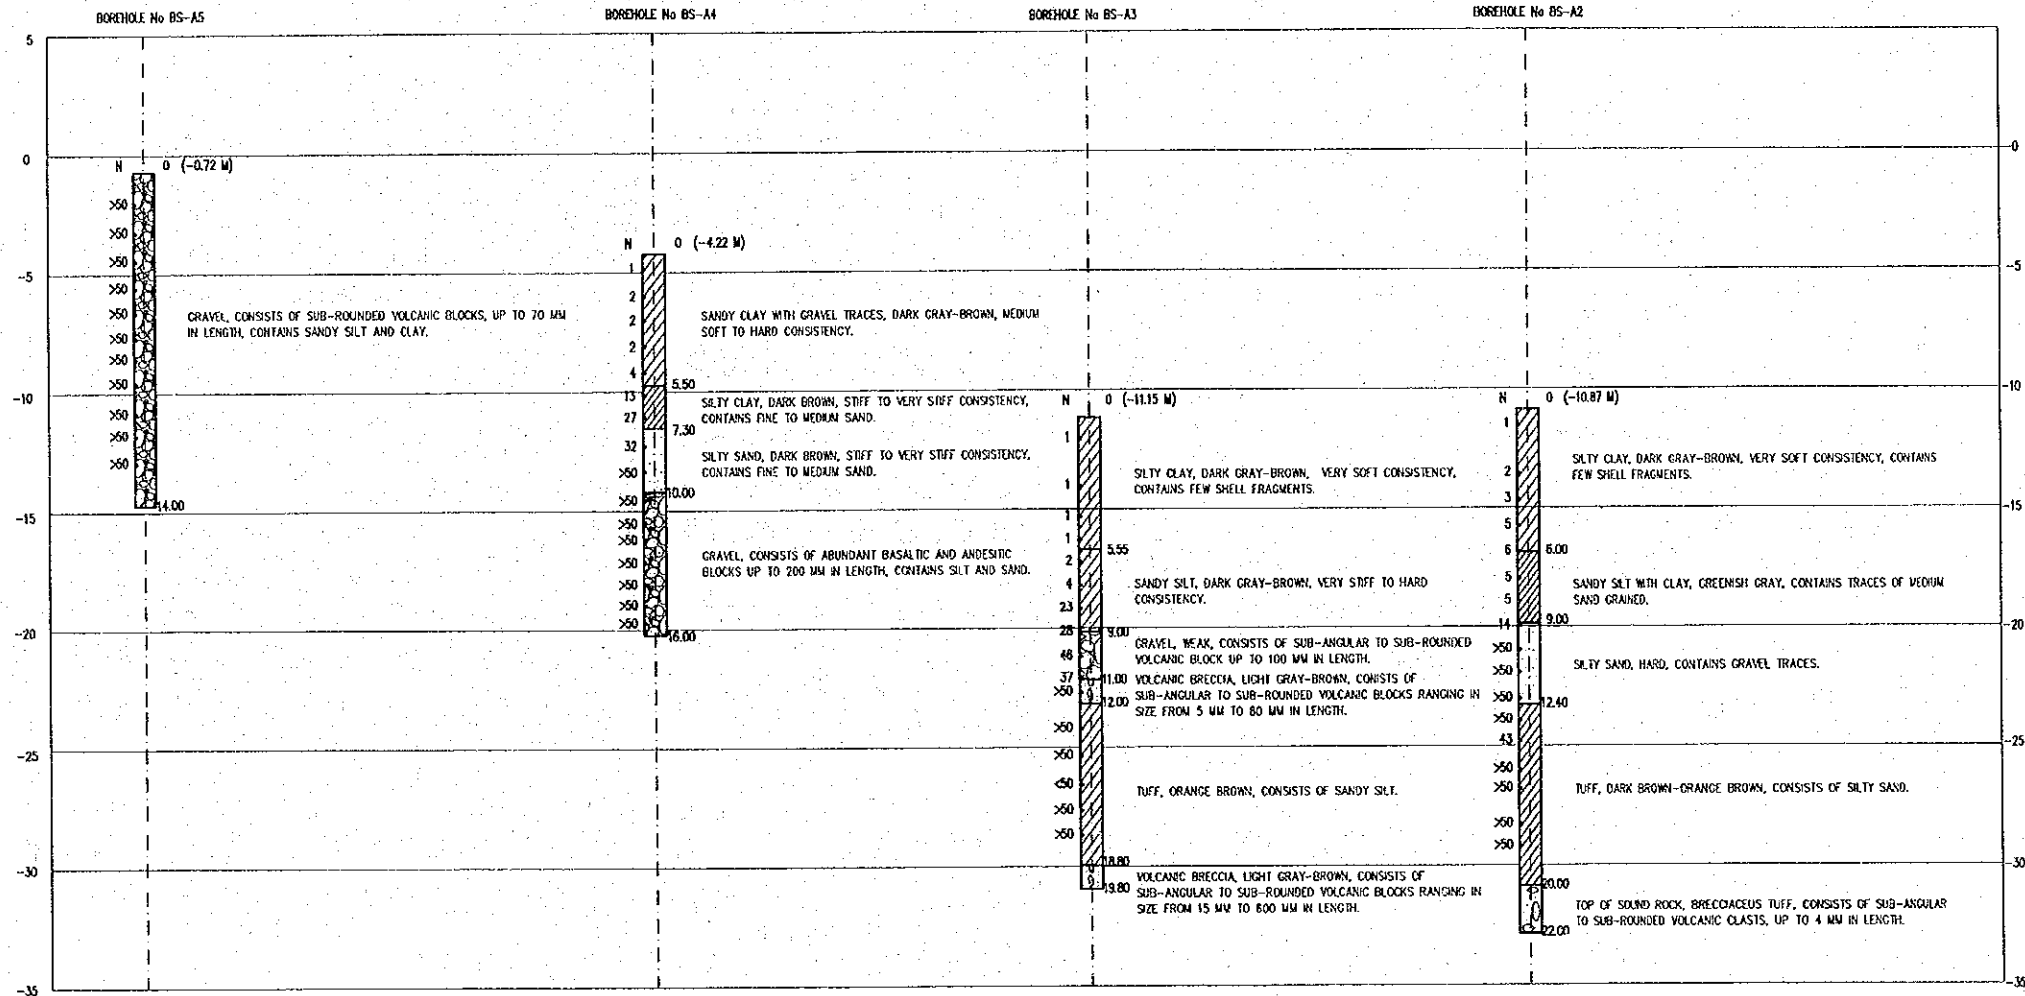 BOREHOLE No BS-A5
BOREHOLE No BS-A4
BOREHOLE No BS-A3
BOREHOLE No BS-A2
5
0
-5
-10
-15
-20
-25
-30
-35
N
0 (-0.72 M)
>50
>50
>50
>50
>50
>50
>50
>50
>50
>50
>50
14.00
GRAVEL, CONSISTS OF SUB-ROUNDED VOLCANIC BLOCKS, UP TO 70 MM
IN LENGTH, CONTAINS SANDY SILT AND CLAY.
N
0 (-4.22 M)
1
2
2
2
4
13
27
32
>50
>50
>50
>50
>50
>50
>50
>50
SANDY CLAY WITH GRAVEL TRACES, DARK GRAY-BROWN, MEDIUM
SOFT TO HARD CONSISTENCY.
5.50
SILTY CLAY, DARK BROWN, STIFF TO VERY STIFF CONSISTENCY,
CONTAINS FINE TO MEDIUM SAND.
7.30
SILTY SAND, DARK BROWN, STIFF TO VERY STIFF CONSISTENCY,
CONTAINS FINE TO MEDIUM SAND.
10.00
GRAVEL, CONSISTS OF ABUNDANT BASALTIC AND ANDESITIC
BLOCKS UP TO 200 MM IN LENGTH, CONTAINS SILT AND SAND.
16.00
N
0 (-11.15 M)
1
1
1
1
2
4
23
28
46
37
>50
>50
>50
<50
>50
>50
SILTY CLAY, DARK GRAY-BROWN, VERY SOFT CONSISTENCY,
CONTAINS FEW SHELL FRAGMENTS.
5.55
SANDY SILT, DARK GRAY-BROWN, VERY STIFF TO HARD
CONSISTENCY.
9.00
GRAVEL, WEAK, CONSISTS OF SUB-ANGULAR TO SUB-ROUNDED
VOLCANIC BLOCK UP TO 100 MM IN LENGTH.
11.00
VOLCANIC BRECCIA, LIGHT GRAY-BROWN, CONISTS OF
SUB-ANGULAR TO SUB-ROUNDED VOLCANIC BLOCKS RANGING IN
SIZE FROM 5 MM TO 80 MM IN LENGTH.
12.00
TUFF, ORANGE BROWN, CONSISTS OF SANDY SILT.
18.80
VOLCANIC BRECCIA, LIGHT GRAY-BROWN, CONSISTS OF
SUB-ANGULAR TO SUB-ROUNDED VOLCANIC BLOCKS RANGING IN
SIZE FROM 15 MM TO 600 MM IN LENGTH.
19.80
N
0 (-10.87 M)
1
2
3
5
6
5
5
14
>50
>50
>50
>50
43
>50
>50
>50
>50
SILTY CLAY, DARK GRAY-BROWN, VERY SOFT CONSISTENCY, CONTAINS
FEW SHELL FRAGMENTS.
6.00
SANDY SILT WITH CLAY, GREENISH GRAY, CONTAINS TRACES OF MEDIUM
SAND GRAINED.
9.00
SILTY SAND, HARD, CONTAINS GRAVEL TRACES.
12.40
TUFF, DARK BROWN-ORANGE BROWN, CONSISTS OF SILTY SAND.
20.00
TOP OF SOUND ROCK, BRECCIACEUS TUFF, CONSISTS OF SUB-ANGULAR
TO SUB-ROUNDED VOLCANIC CLASTS, UP TO 4 MM IN LENGTH.
22.00
0
-5
-10
-15
-20
-25
-30
-35